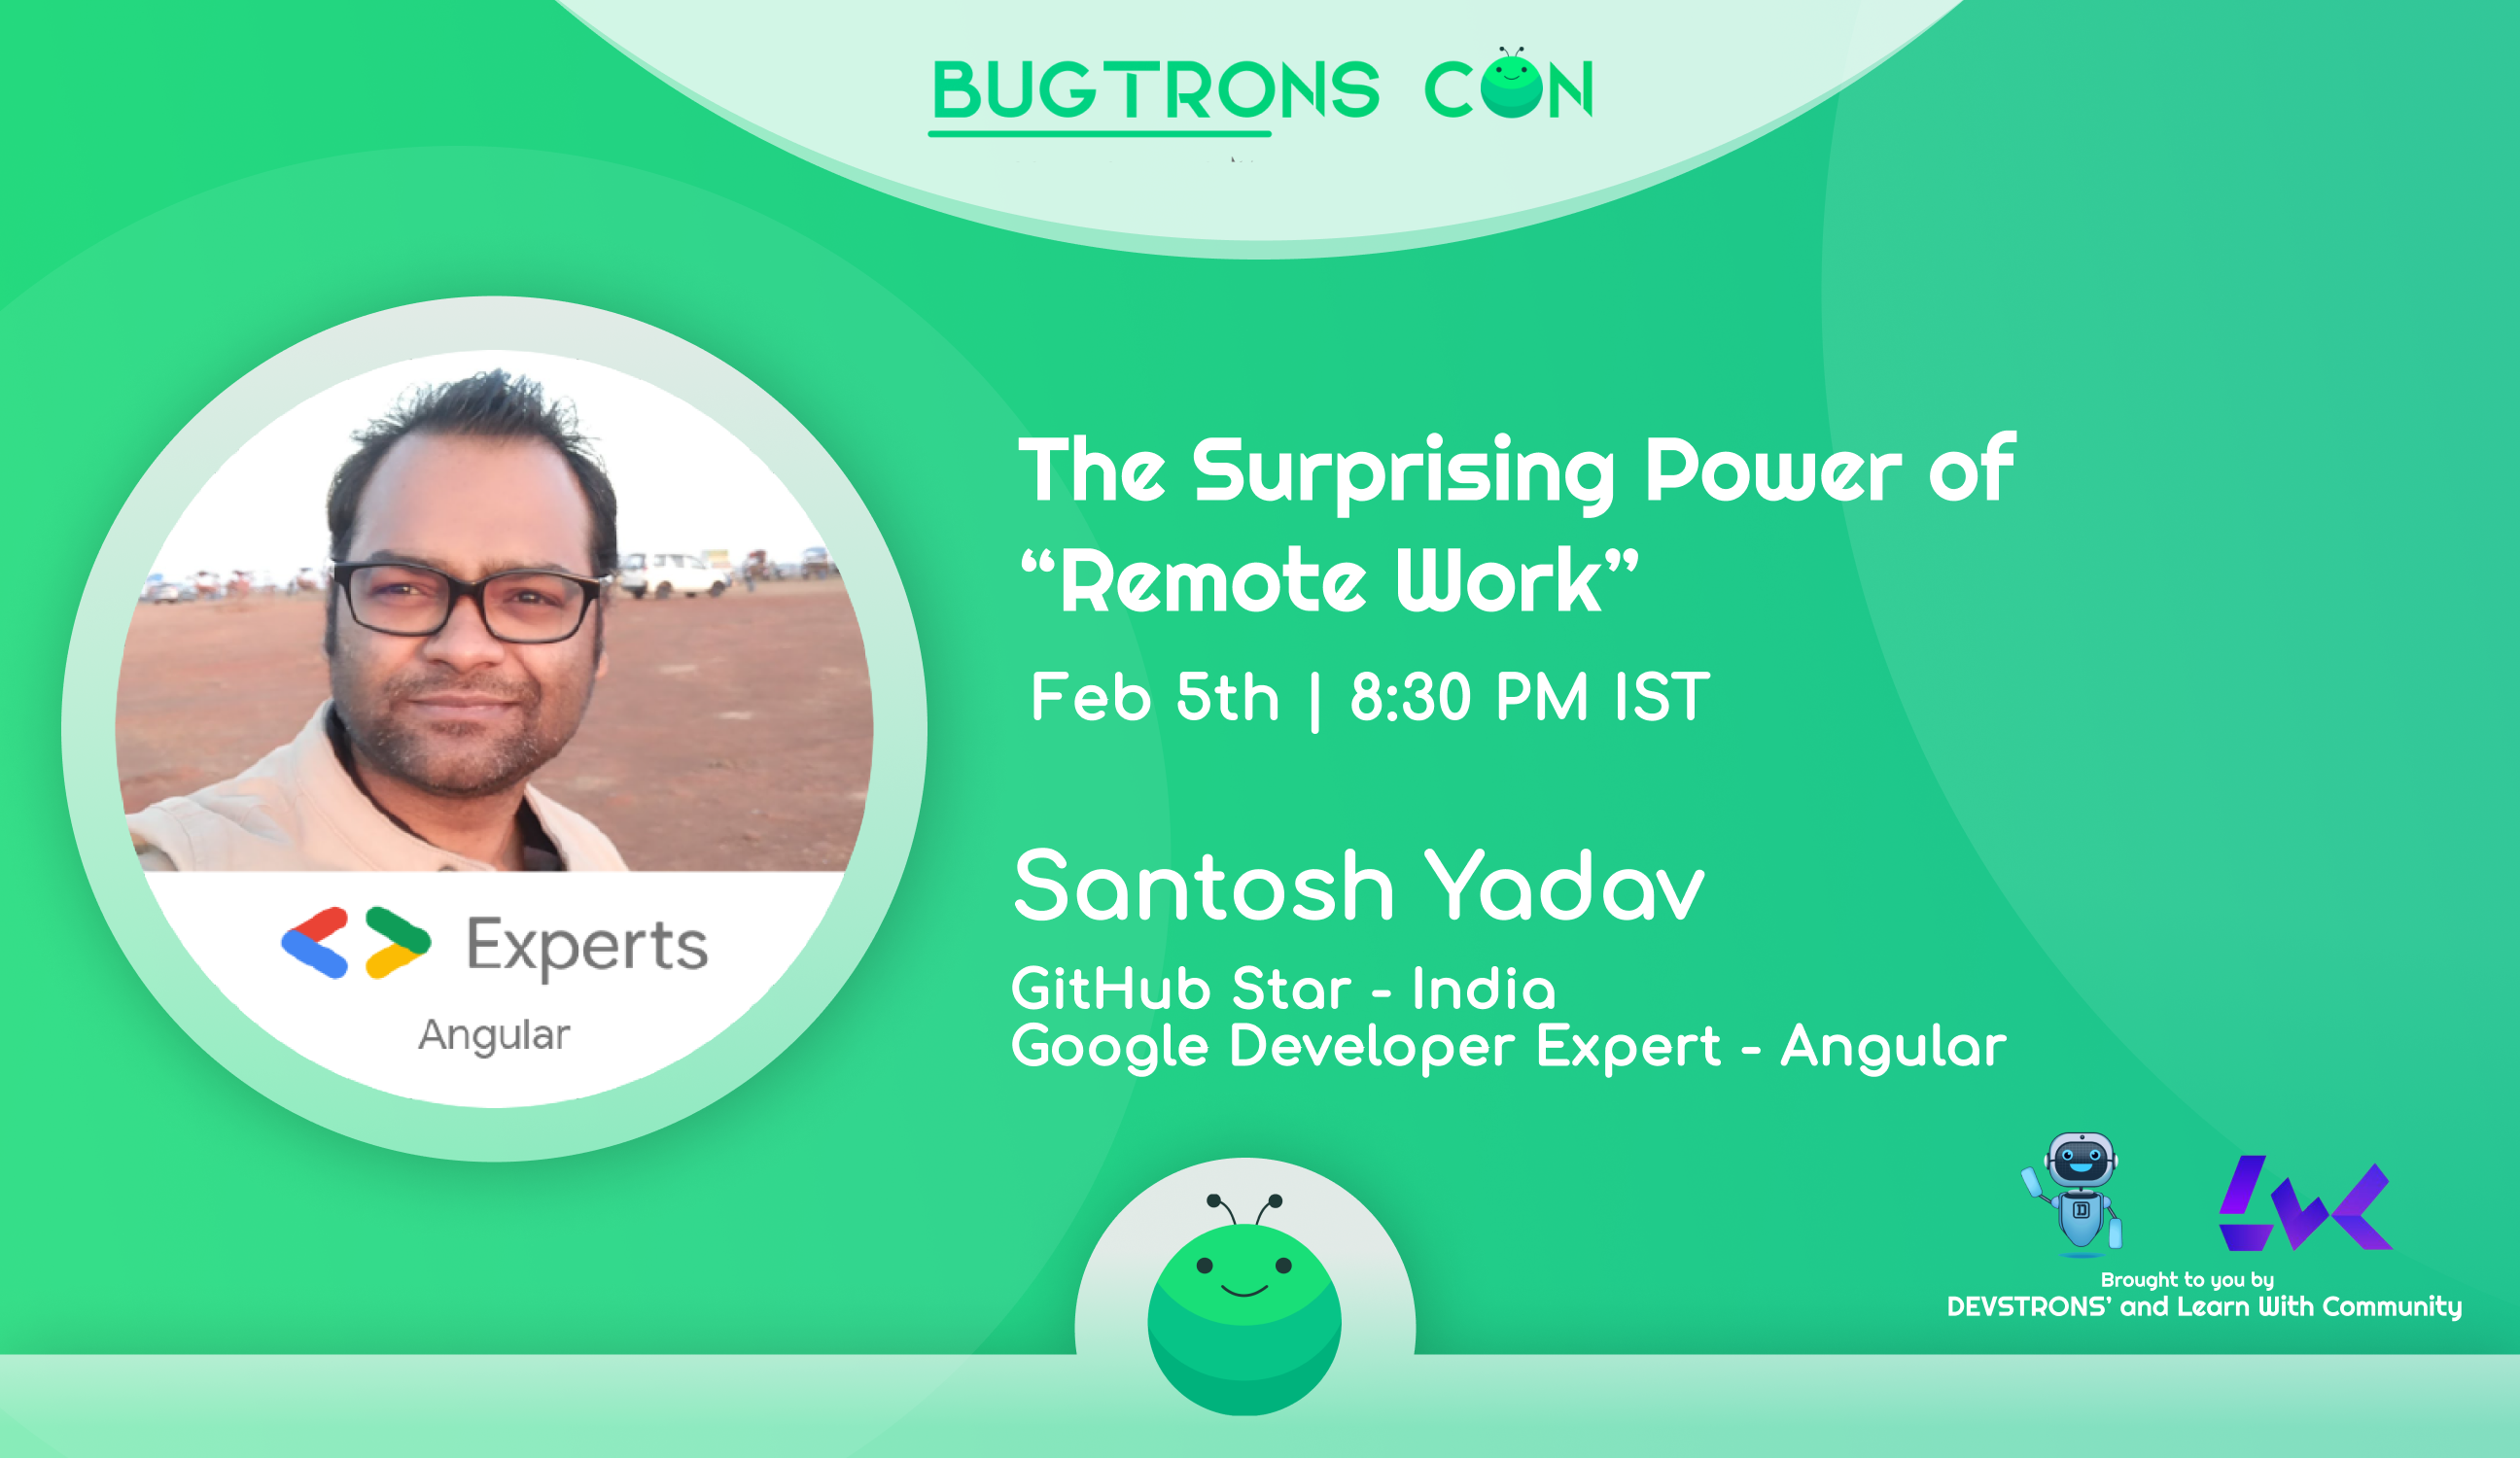 BUGTRONS CON
The Surprising Power of
“Remote Work”
Feb 5th | 8:30 PM IST
Santosh Yadav
GitHub Star - India
Google Developer Expert - Angular
Experts
Angular
D
LWC
Brought to you by
DEVSTRONS’ and Learn With Community